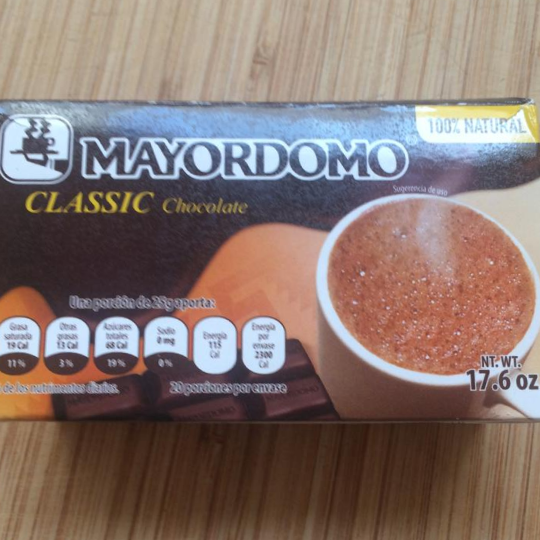 100% NATURAL
MAYORDOMO
CLASSIC Chocolate
Sugerencia de uso
Una porción de 25g aporta:
Grasa saturada 19 Cal 11%
Otras grasas 13 Cal 3%
Azúcares totales 68 Cal 19%
Sodio 0 mg 0%
Energía 115 Cal
Energía por envase 2300 Cal
de los nutrimentos diarios.
20 porciones por envase
NT. WT.
17.6 oz